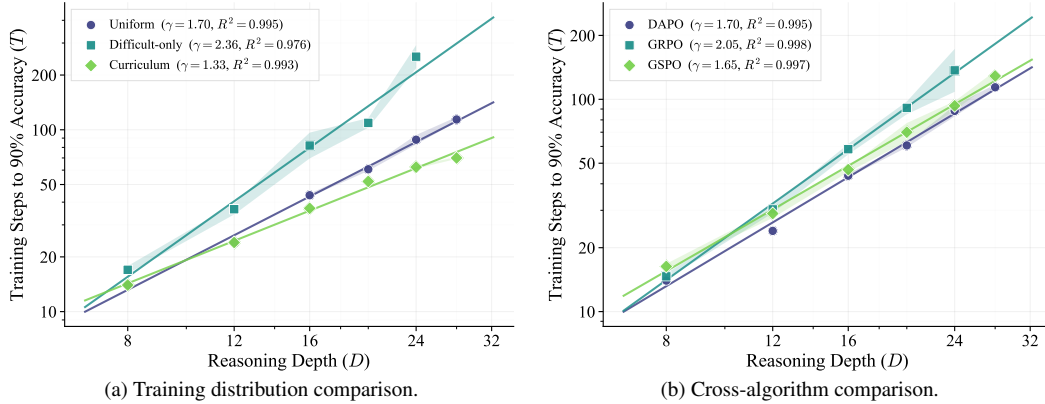 Uniform (γ = 1.70, R² = 0.995)
Difficult-only (γ = 2.36, R² = 0.976)
Curriculum (γ = 1.33, R² = 0.993)
Training Steps to 90% Accuracy (T)
200
100
50
20
10
8 12 16 24 32
Reasoning Depth (D)
(a) Training distribution comparison.
DAPO (γ = 1.70, R² = 0.995)
GRPO (γ = 2.05, R² = 0.998)
GSPO (γ = 1.65, R² = 0.997)
Training Steps to 90% Accuracy (T)
200
100
50
20
10
8 12 16 24 32
Reasoning Depth (D)
(b) Cross-algorithm comparison.